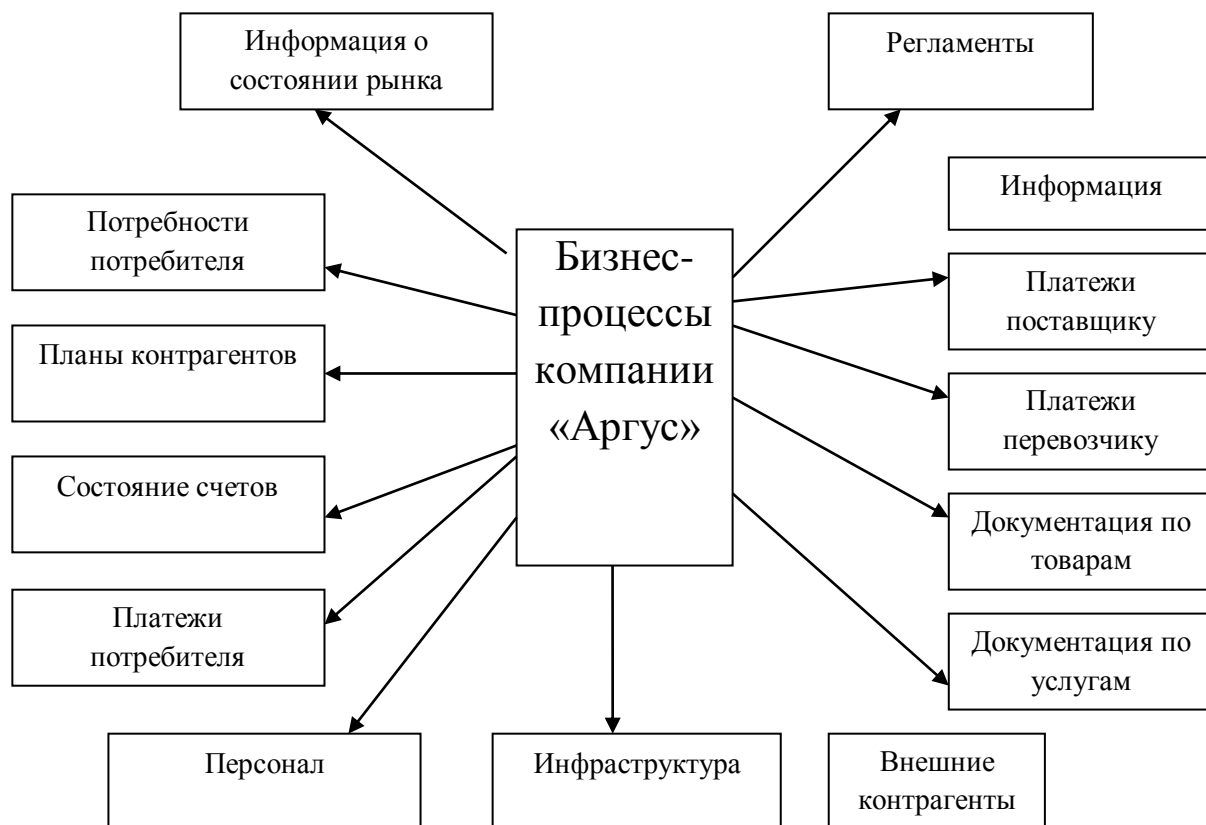 Информация о
состоянии рынка
Регламенты
Информация
Потребности
потребителя
Бизнес-
процессы
компании
«Аргус»
Платежи
поставщику
Планы контрагентов
Платежи
перевозчику
Состояние счетов
Документация по
товарам
Платежи
потребителя
Документация по
услугам
Персонал
Инфраструктура
Внешние
контрагенты